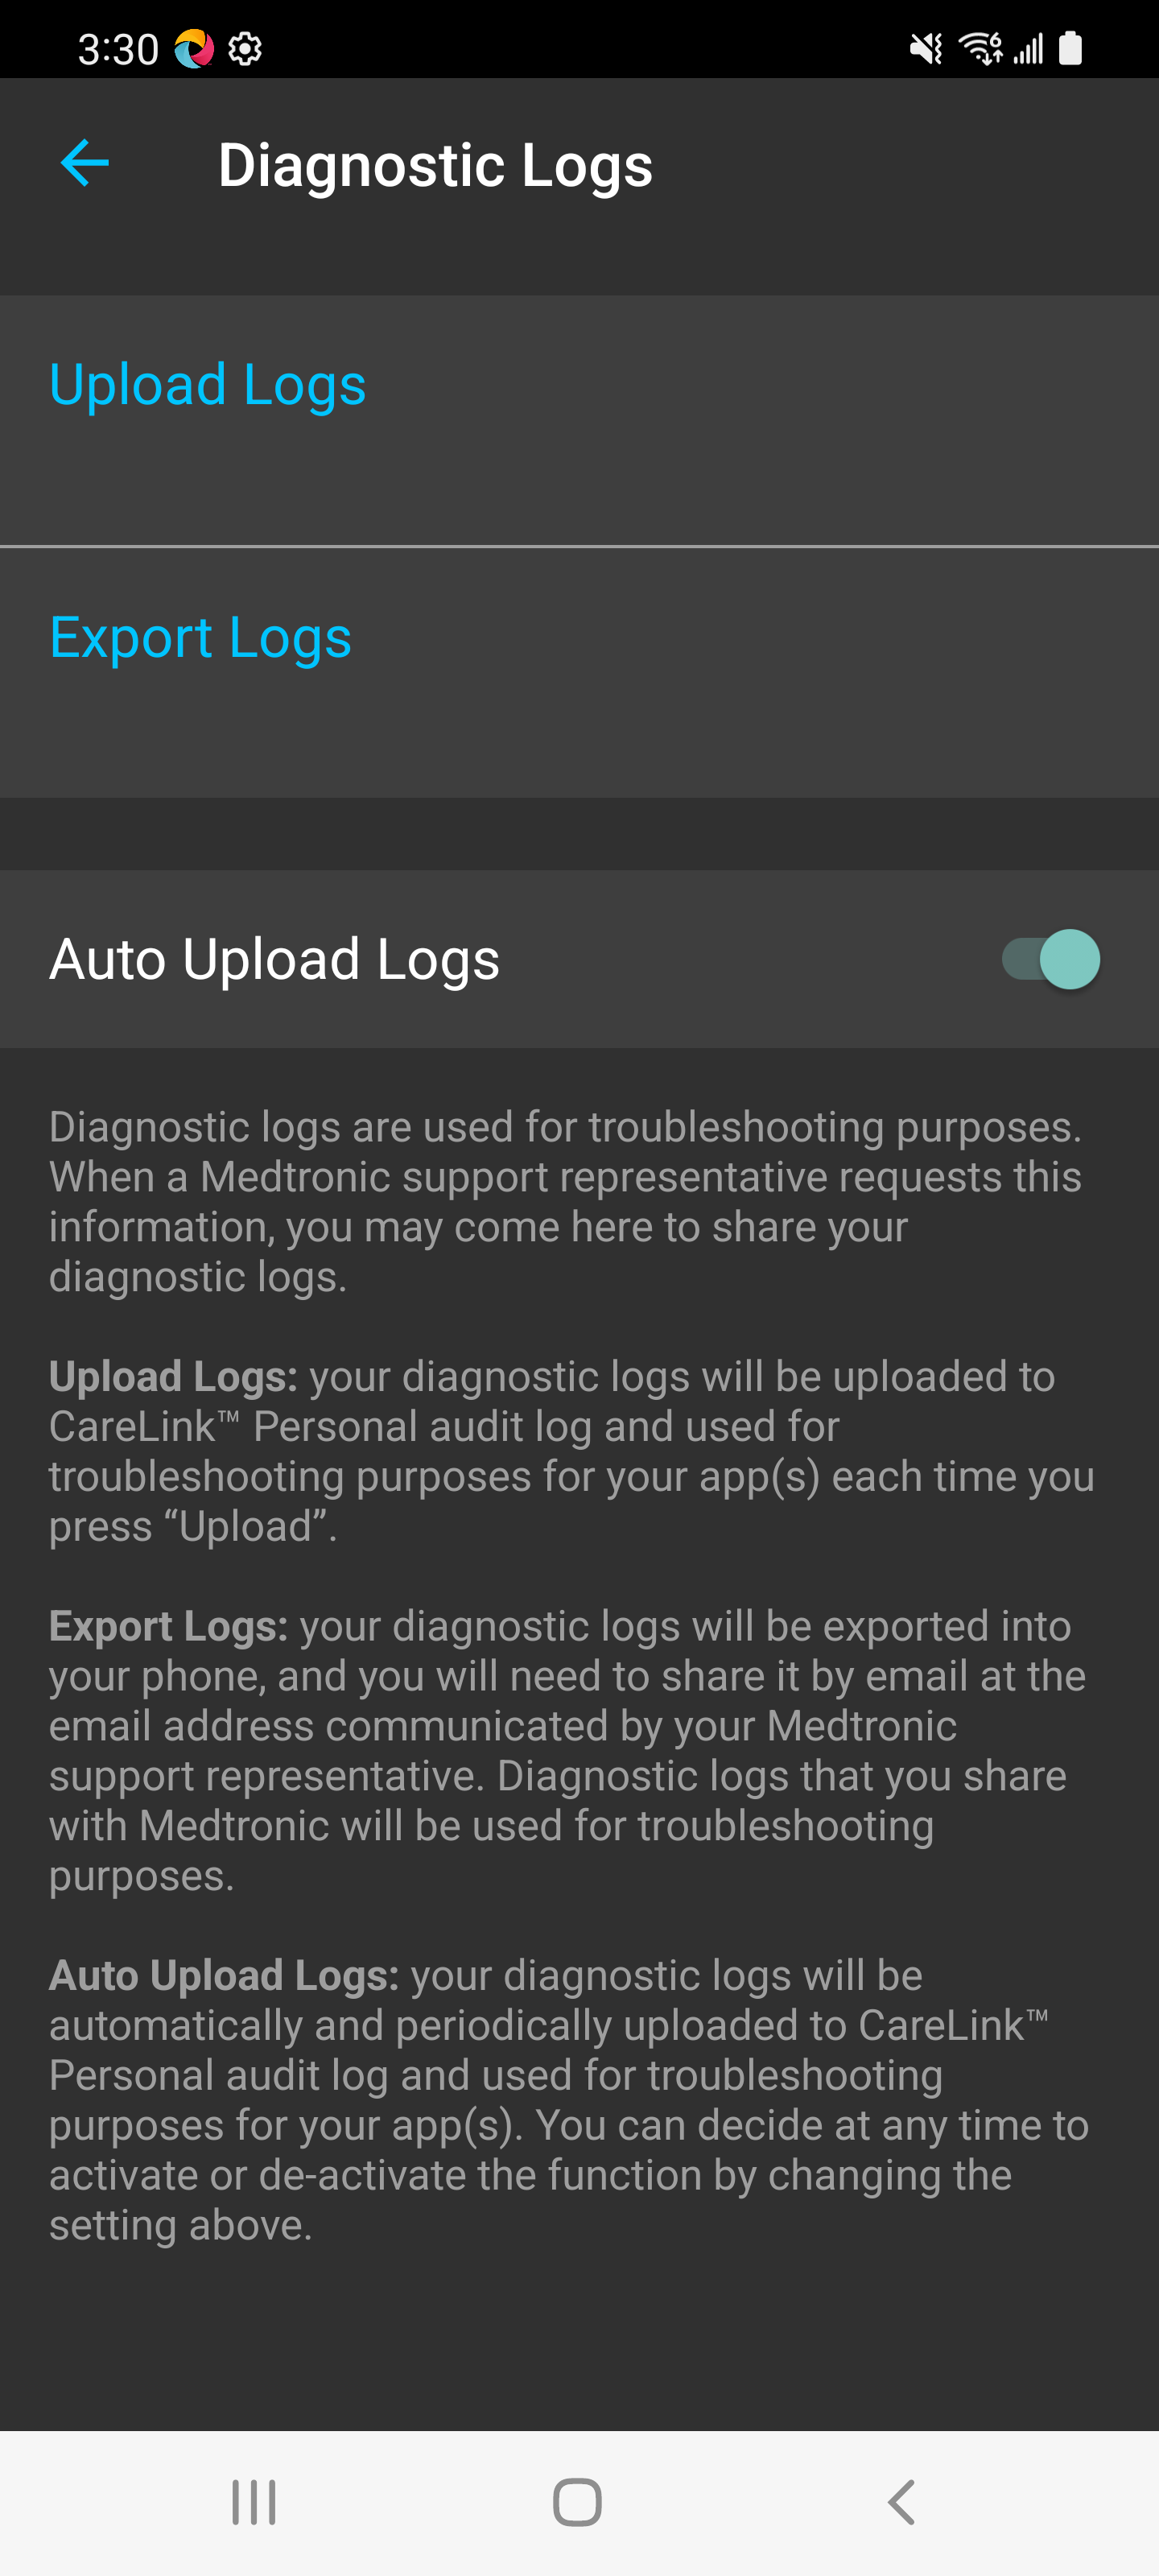 3:30
6
Diagnostic Logs
Upload Logs
Export Logs
Auto Upload Logs
Diagnostic logs are used for troubleshooting purposes.
When a Medtronic support representative requests this
information, you may come here to share your
diagnostic logs.
Upload Logs: your diagnostic logs will be uploaded to
CareLink™ Personal audit log and used for
troubleshooting purposes for your app(s) each time you
press “Upload”.
Export Logs: your diagnostic logs will be exported into
your phone, and you will need to share it by email at the
email address communicated by your Medtronic
support representative. Diagnostic logs that you share
with Medtronic will be used for troubleshooting
purposes.
Auto Upload Logs: your diagnostic logs will be
automatically and periodically uploaded to CareLink™
Personal audit log and used for troubleshooting
purposes for your app(s). You can decide at any time to
activate or de-activate the function by changing the
setting above.